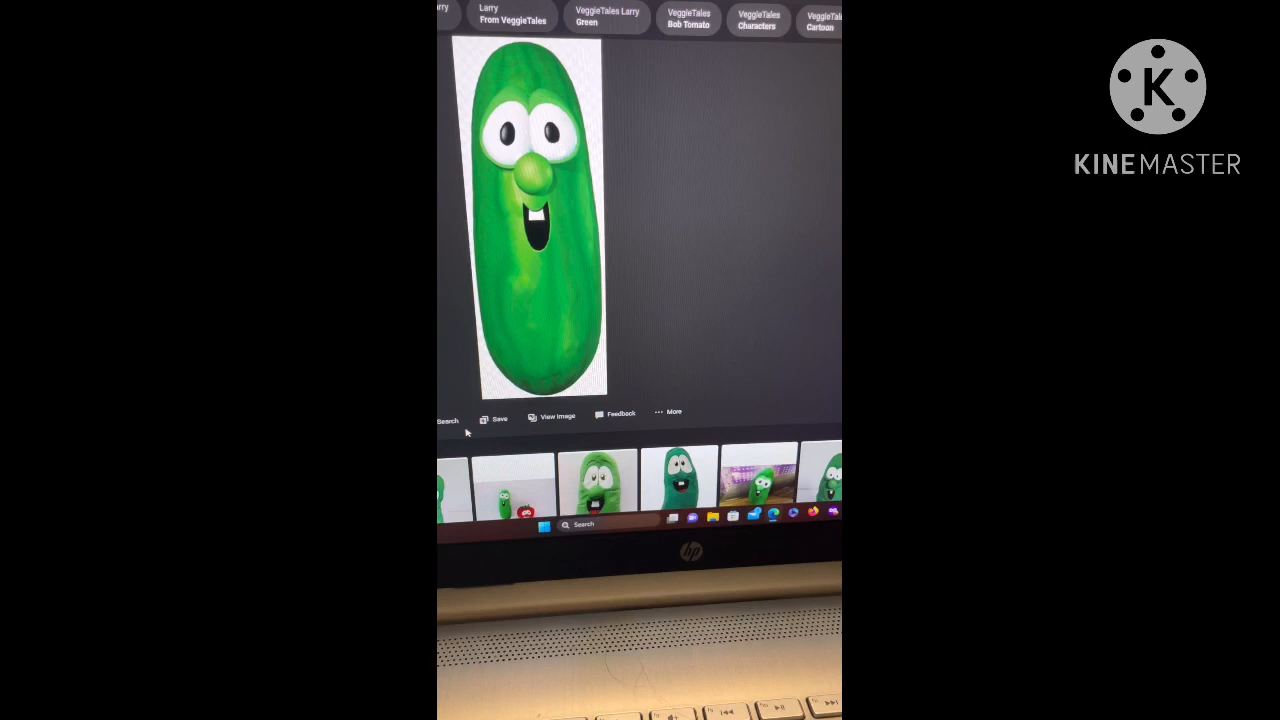 Larry
From VeggieTales
VeggieTales Larry
Green
VeggieTales
Bob Tomato
VeggieTales
Characters
Cartoon
KINEMASTER
K
Search
Save
View Image
Feedback
More
Search
hp